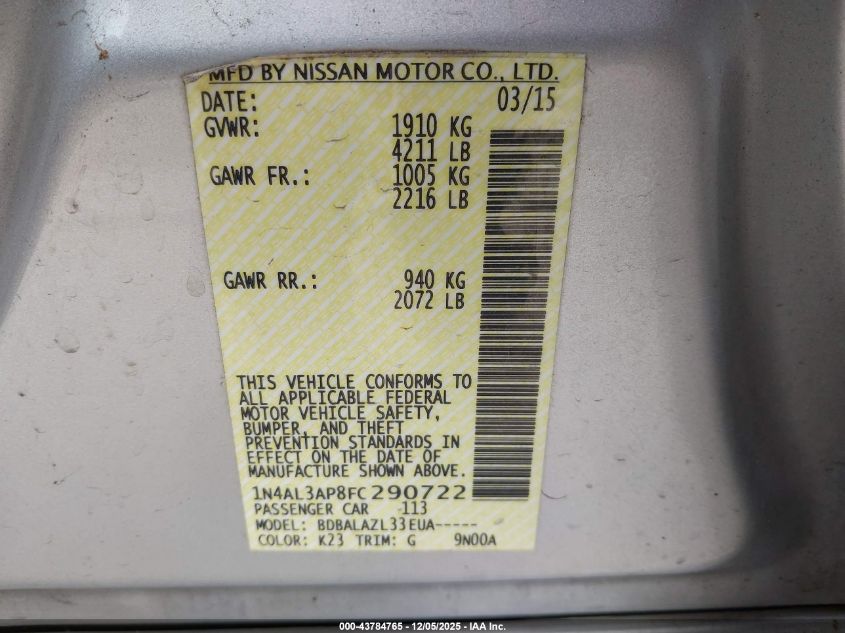 MFD BY NISSAN MOTOR CO., LTD.
DATE: 03/15
GVWR: 1910 KG
4211 LB
GAWR FR.: 1005 KG
2216 LB
GAWR RR.: 940 KG
2072 LB
THIS VEHICLE CONFORMS TO
ALL APPLICABLE FEDERAL
MOTOR VEHICLE SAFETY,
BUMPER, AND THEFT
PREVENTION STANDARDS IN
EFFECT ON THE DATE OF
MANUFACTURE SHOWN ABOVE.
1N4AL3AP8FC290722
PASSENGER CAR -113
MODEL: BDBALAZL33EUA-----
COLOR: K23 TRIM: G 9N00A
000-43784765 - 12/05/2025 - IAA Inc.